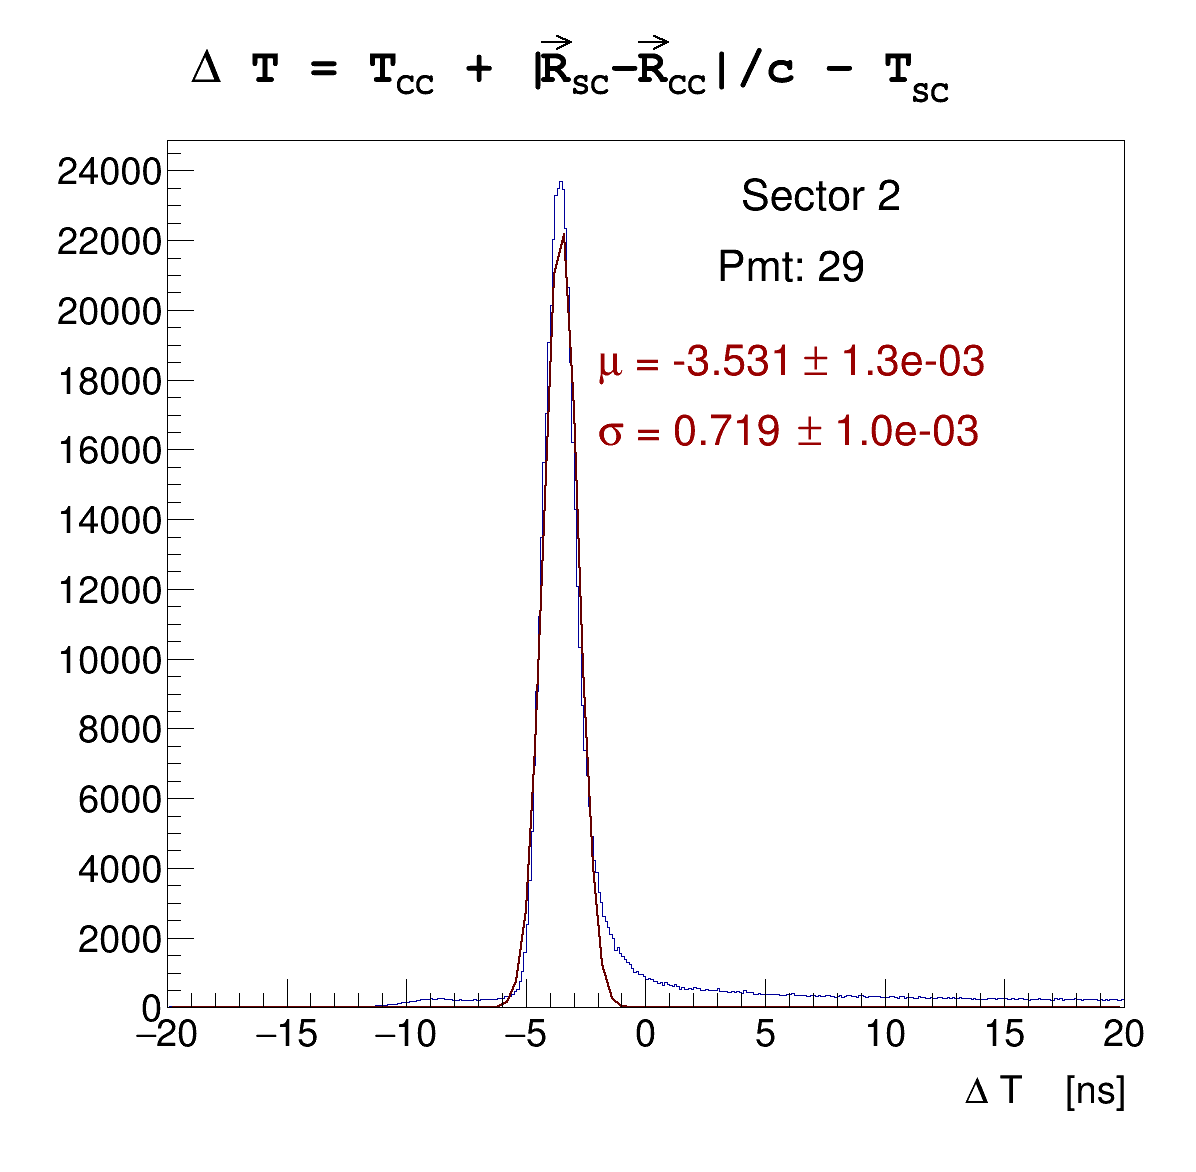 Δ T = T_CC + |R⃗_SC−R⃗_CC|/c − T_SC
24000
22000
20000
18000
16000
14000
12000
10000
8000
6000
4000
2000
0
Sector 2
Pmt: 29
μ = -3.531 ± 1.3e-03
σ = 0.719 ± 1.0e-03
−20 −15 −10 −5 0 5 10 15 20
Δ T [ns]